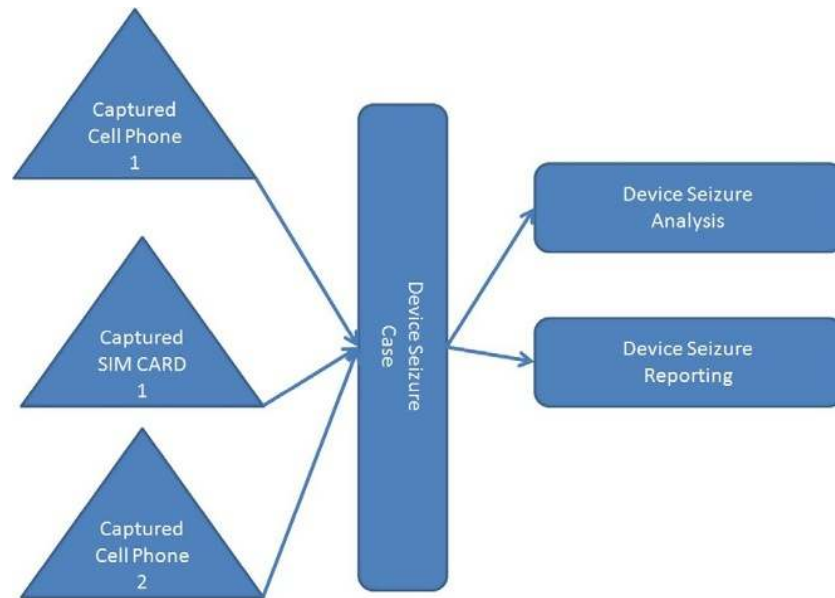 Captured
Cell Phone
1
Captured
SIM CARD
1
Captured
Cell Phone
2
Device Seizure
Case
Device Seizure
Analysis
Device Seizure
Reporting